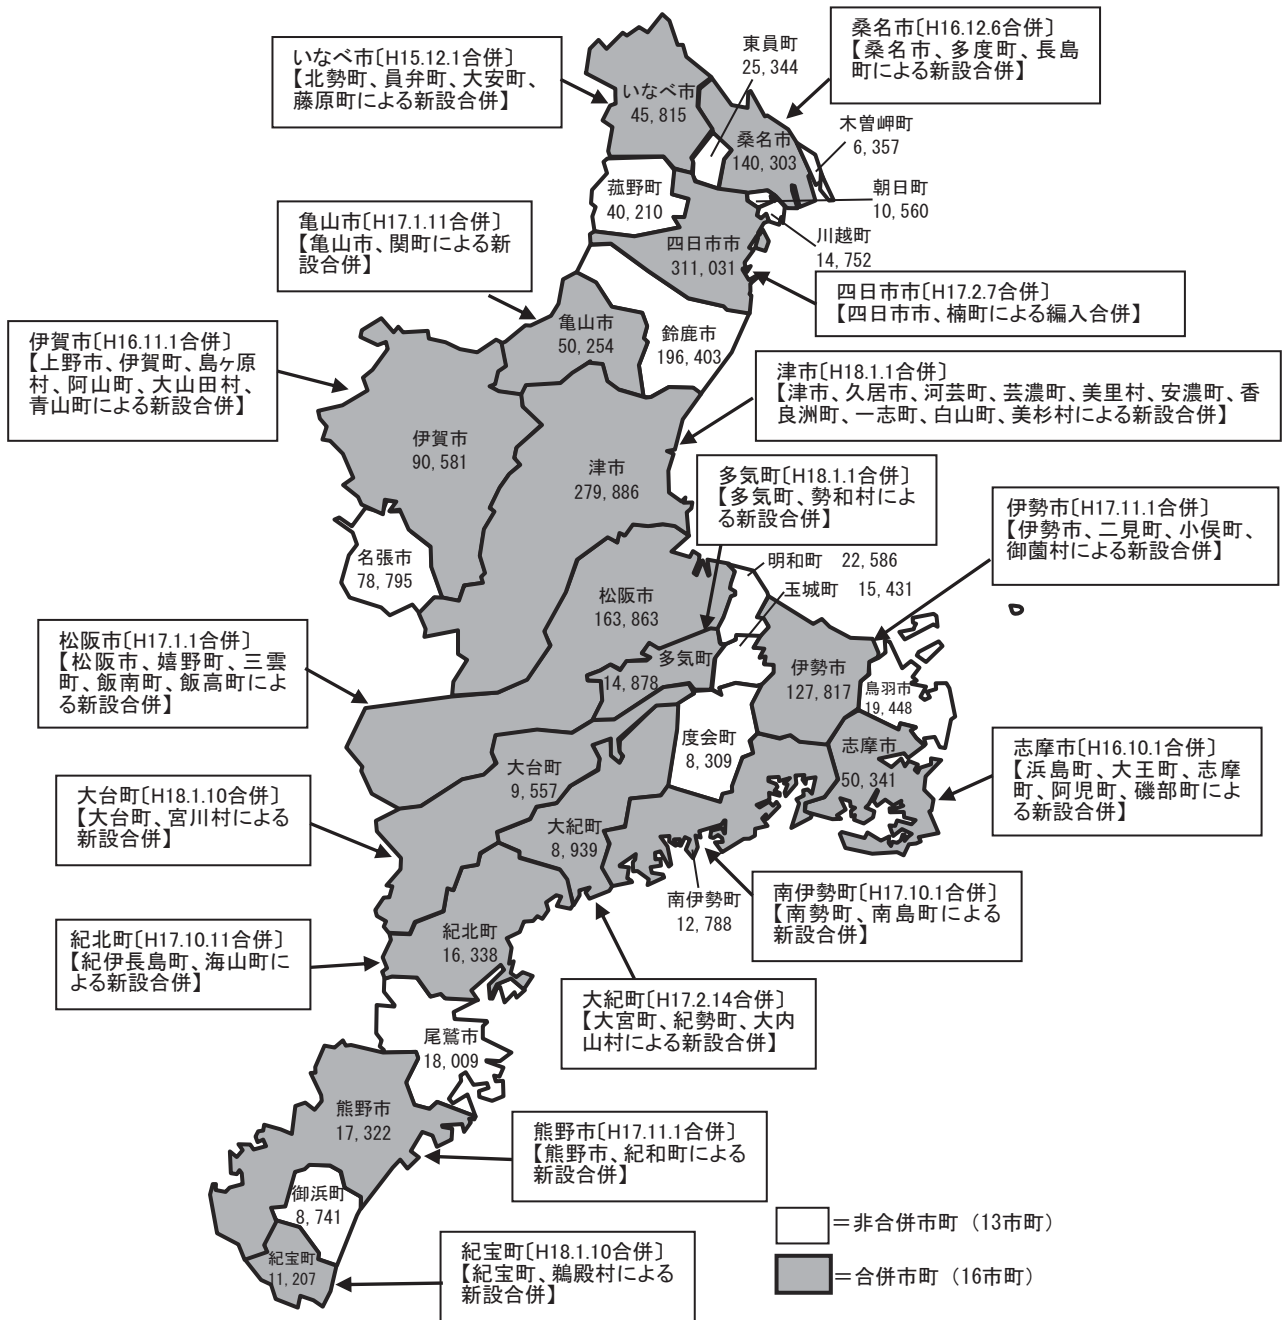 桑名市〔H16.12.6合併〕
【桑名市、多度町、長島
町による新設合併】
東員町
25,344
いなべ市〔H15.12.1合併〕
【北勢町、員弁町、大安町、
藤原町による新設合併】
いなべ市
45,815
木曽岬町
6,357
桑名市
140,303
朝日町
10,560
菰野町
40,210
川越町
14,752
亀山市〔H17.1.11合併〕
【亀山市、関町による新
設合併】
四日市市
311,031
四日市市〔H17.2.7合併〕
【四日市市、楠町による編入合併】
亀山市
50,254
鈴鹿市
196,403
伊賀市〔H16.11.1合併〕
【上野市、伊賀町、島ヶ原
村、阿山町、大山田村、
青山町による新設合併】
津市〔H18.1.1合併〕
【津市、久居市、河芸町、芸濃町、美里村、安濃町、香
良洲町、一志町、白山町、美杉村による新設合併】
伊賀市
90,581
津市
279,886
多気町〔H18.1.1合併〕
【多気町、勢和村によ
る新設合併】
伊勢市〔H17.11.1合併〕
【伊勢市、二見町、小俣町、
御薗村による新設合併】
名張市
78,795
明和町 22,586
玉城町 15,431
松阪市
163,863
松阪市〔H17.1.1合併〕
【松阪市、嬉野町、三雲
町、飯南町、飯高町によ
る新設合併】
多気町
14,878
伊勢市
127,817
鳥羽市
19,448
度会町
8,309
志摩市
50,341
志摩市〔H16.10.1合併〕
【浜島町、大王町、志摩
町、阿児町、磯部町によ
る新設合併】
大台町
9,557
大台町〔H18.1.10合併〕
【大台町、宮川村による
新設合併】
大紀町
8,939
南伊勢町
12,788
南伊勢町〔H17.10.1合併〕
【南勢町、南島町による
新設合併】
紀北町〔H17.10.11合併〕
【紀伊長島町、海山町に
よる新設合併】
紀北町
16,338
大紀町〔H17.2.14合併〕
【大宮町、紀勢町、大内
山村による新設合併】
尾鷲市
18,009
熊野市
17,322
熊野市〔H17.11.1合併〕
【熊野市、紀和町による
新設合併】
御浜町
8,741
＝非合併市町（13市町）
紀宝町
11,207
紀宝町〔H18.1.10合併〕
【紀宝町、鵜殿村による
新設合併】
＝合併市町（16市町）